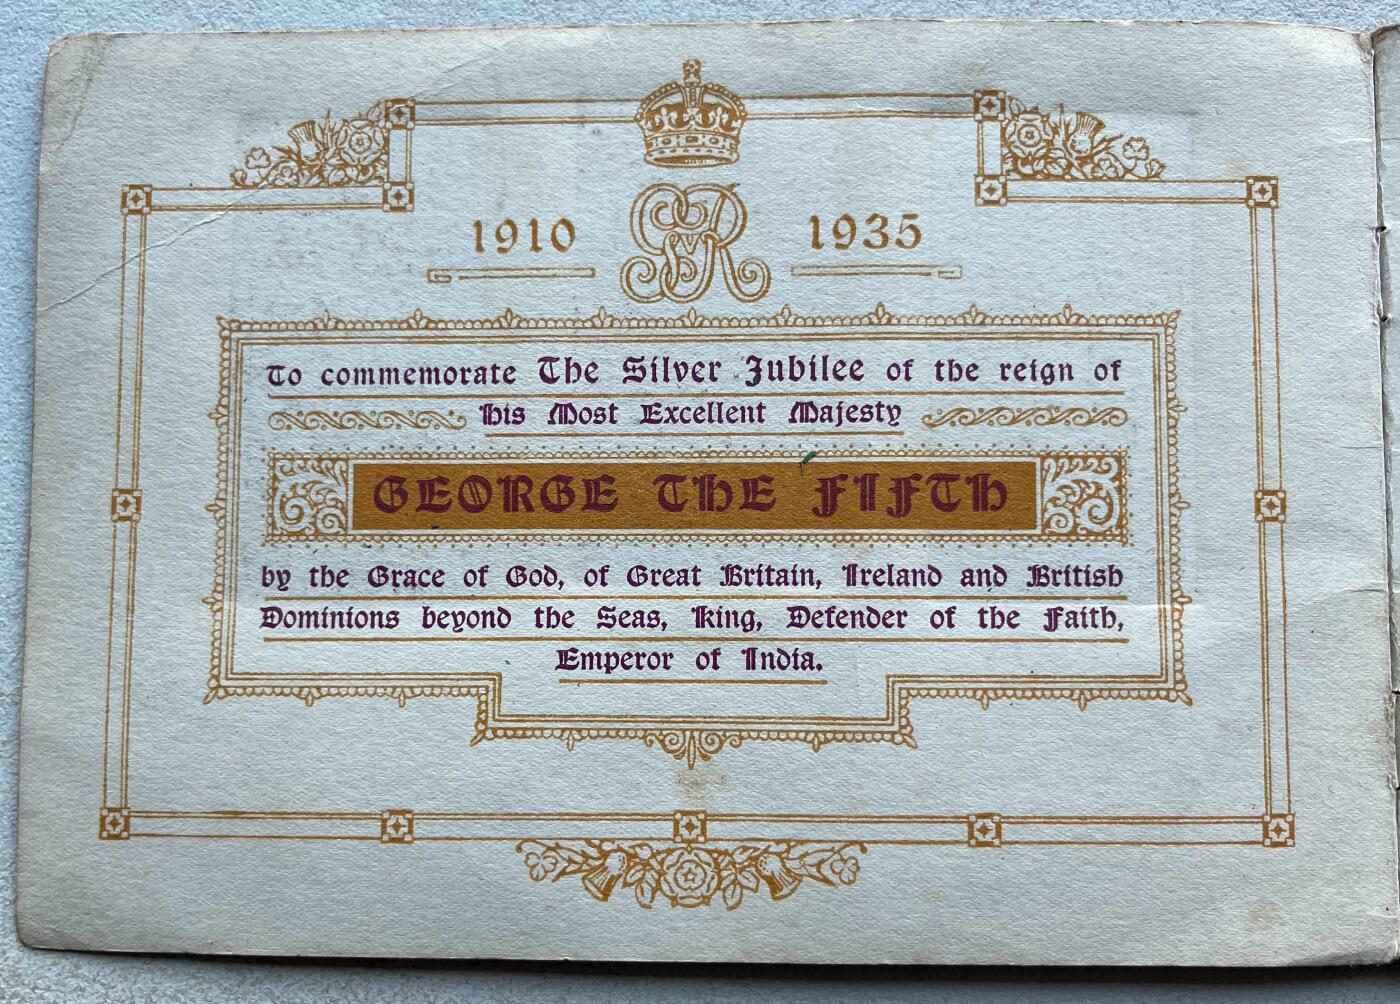 1910 GVR 1935
To commemorate The Silver Jubilee of the reign of
his Most Excellent Majesty
GEORGE THE FIFTH
by the Grace of God, of Great Britain, Ireland and British
Dominions beyond the Seas, King, Defender of the Faith,
Emperor of India.